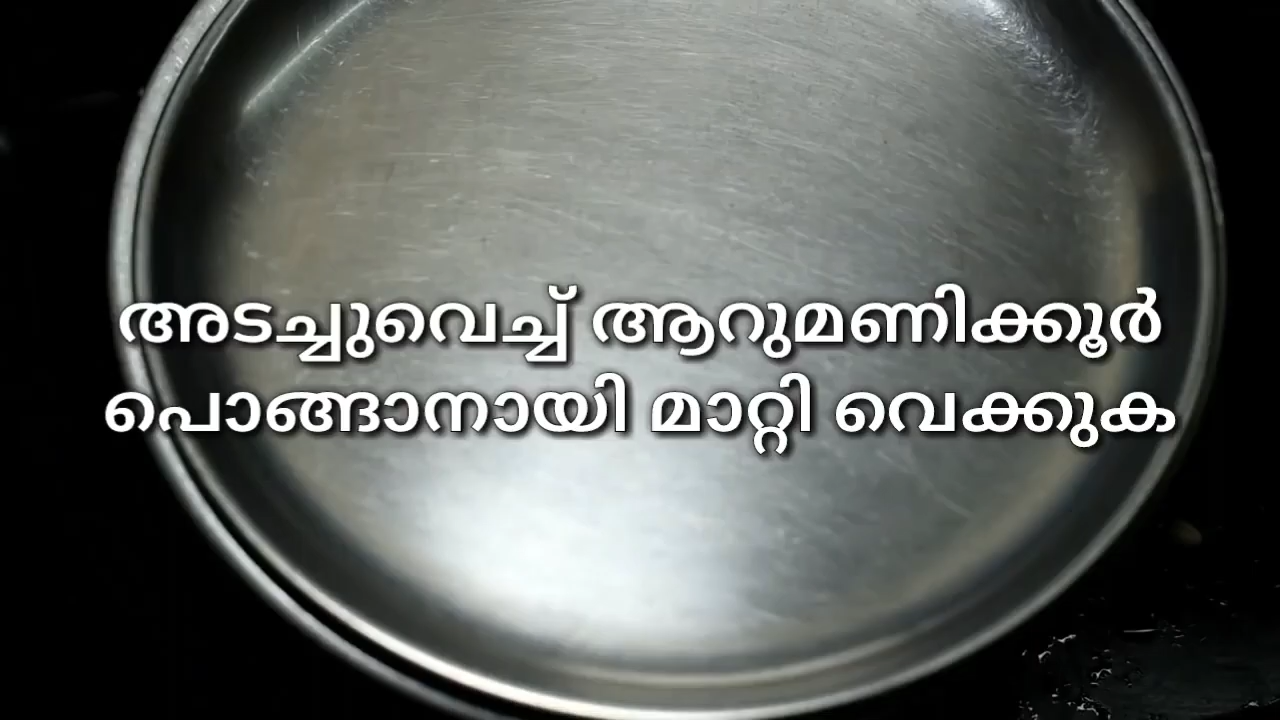 അടച്ചുവെച്ച് ആറുമണിക്കൂർ
പൊങ്ങാനായി മാറ്റി വെക്കുക